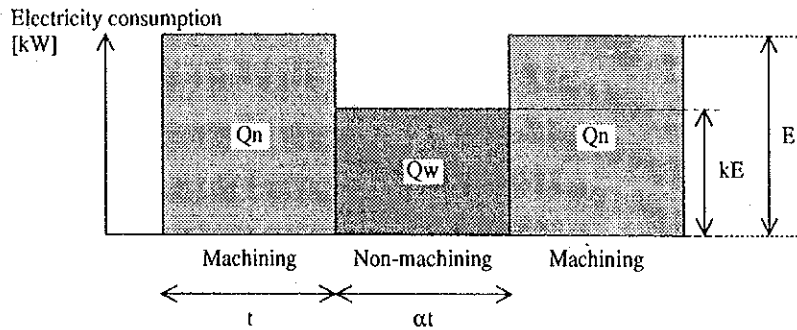 Electricity consumption
[kW]
Qn
Qw
Qn
kE
E
Machining
Non-machining
Machining
t
αt